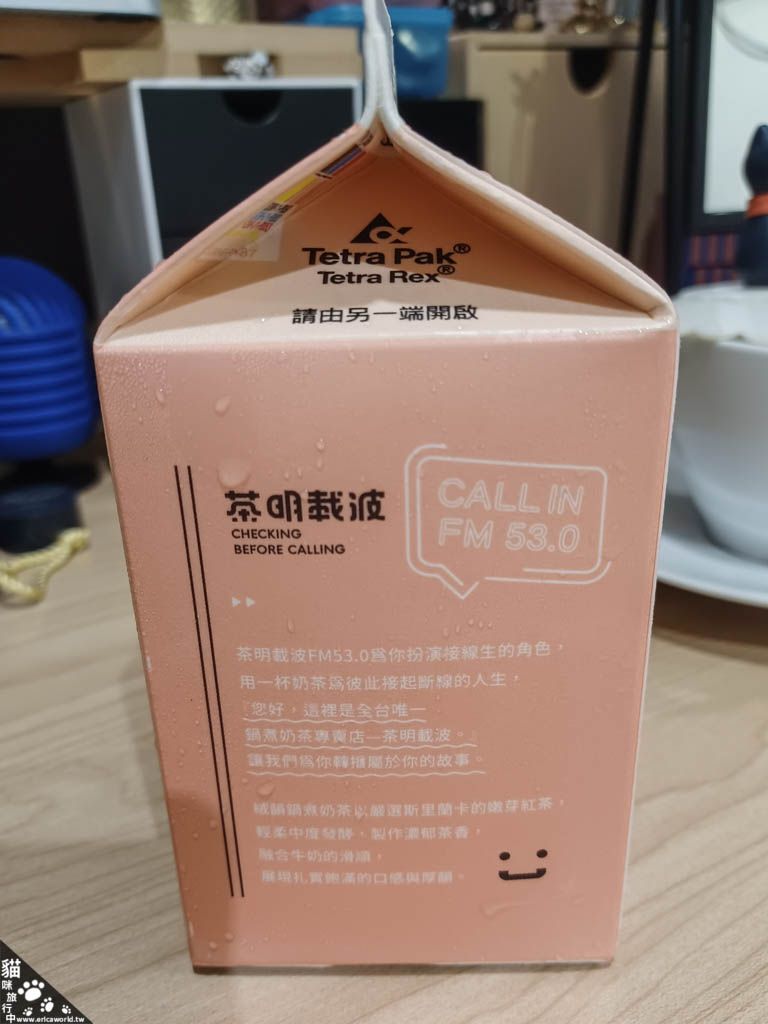 Tetra Pak®
Tetra Rex®
請由另一端開啟
茶明載波
CHECKING
BEFORE CALLING
CALL IN
FM 53.0
茶明載波FM53.0為你扮演接線生的角色，
用一杯奶茶為彼此接起斷線的人生，
『您好，這裡是全台唯一
鍋煮奶茶專賣店—茶明載波。』
讓我們為你轉播屬於你的故事。
絨韻鍋煮奶茶以嚴選斯里蘭卡的嫩芽紅茶，
輕柔中度發酵，製作濃郁茶香，
融合牛奶的滑順，
展現扎實飽滿的口感與厚韻。
貓咪旅行中
www.ericaworld.tw